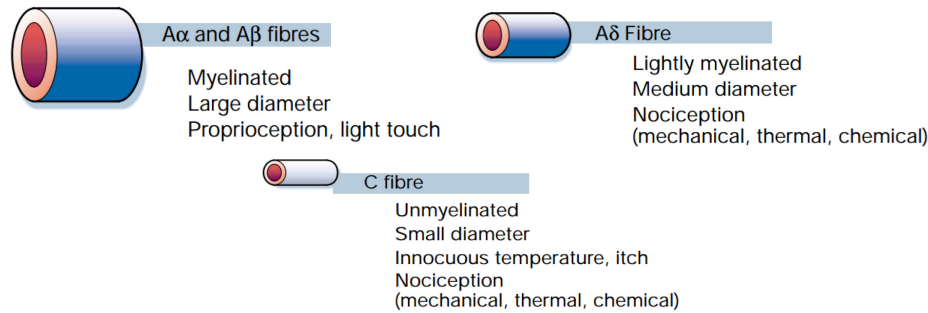 Aα and Aβ fibres
Myelinated
Large diameter
Proprioception, light touch
Aδ Fibre
Lightly myelinated
Medium diameter
Nociception
(mechanical, thermal, chemical)
C fibre
Unmyelinated
Small diameter
Innocuous temperature, itch
Nociception
(mechanical, thermal, chemical)